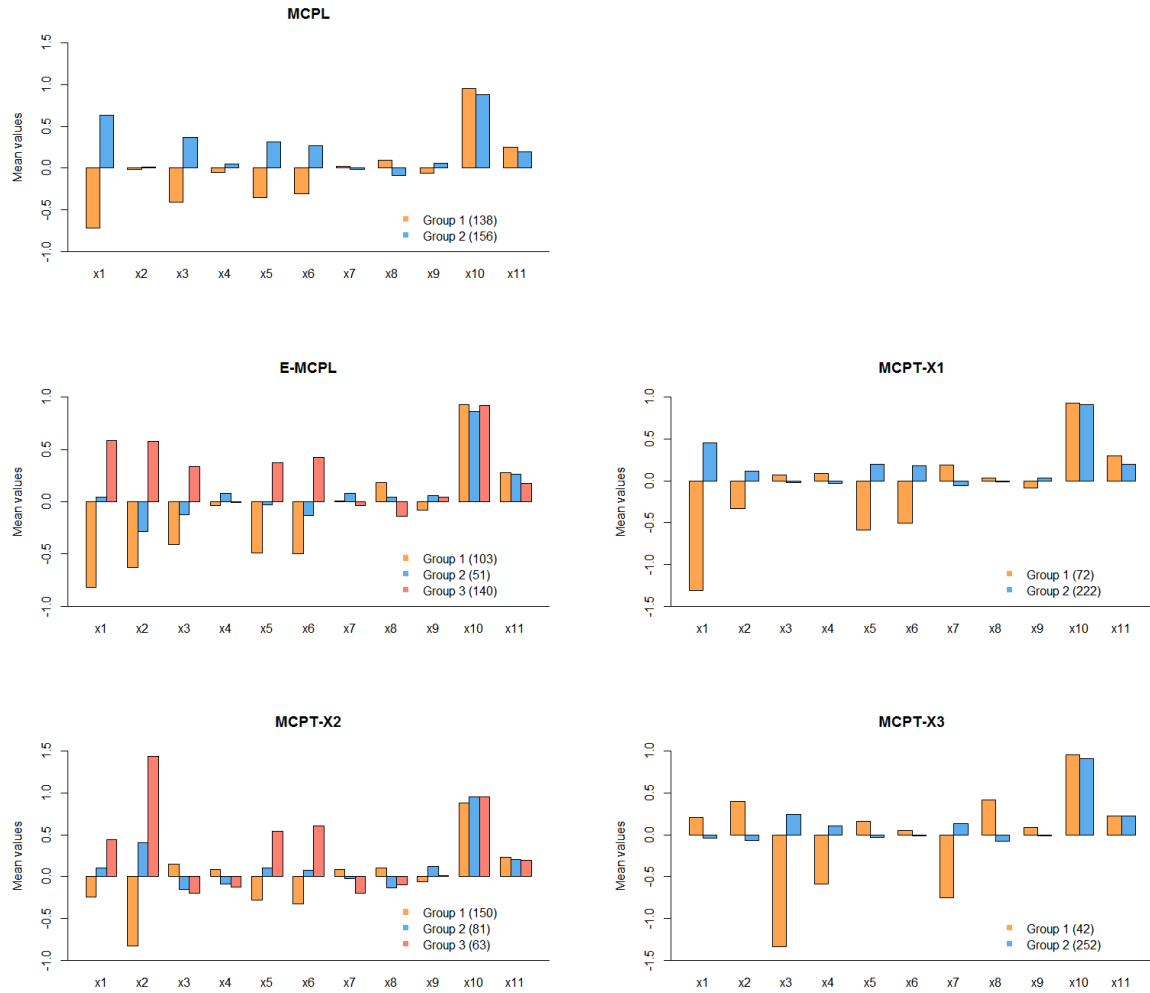 MCPL
Mean values
1.5
1.0
0.5
0.0
-0.5
-1.0
Group 1 (138)
Group 2 (156)
x1 x2 x3 x4 x5 x6 x7 x8 x9 x10 x11
E-MCPL
Mean values
1.0
0.5
0.0
-0.5
-1.0
Group 1 (103)
Group 2 (51)
Group 3 (140)
x1 x2 x3 x4 x5 x6 x7 x8 x9 x10 x11
MCPT-X1
Mean values
1.0
0.5
0.0
-0.5
-1.0
-1.5
Group 1 (72)
Group 2 (222)
x1 x2 x3 x4 x5 x6 x7 x8 x9 x10 x11
MCPT-X2
Mean values
1.5
1.0
0.5
0.0
-0.5
-1.0
Group 1 (150)
Group 2 (81)
Group 3 (63)
x1 x2 x3 x4 x5 x6 x7 x8 x9 x10 x11
MCPT-X3
Mean values
1.0
0.5
0.0
-0.5
-1.0
-1.5
Group 1 (42)
Group 2 (252)
x1 x2 x3 x4 x5 x6 x7 x8 x9 x10 x11